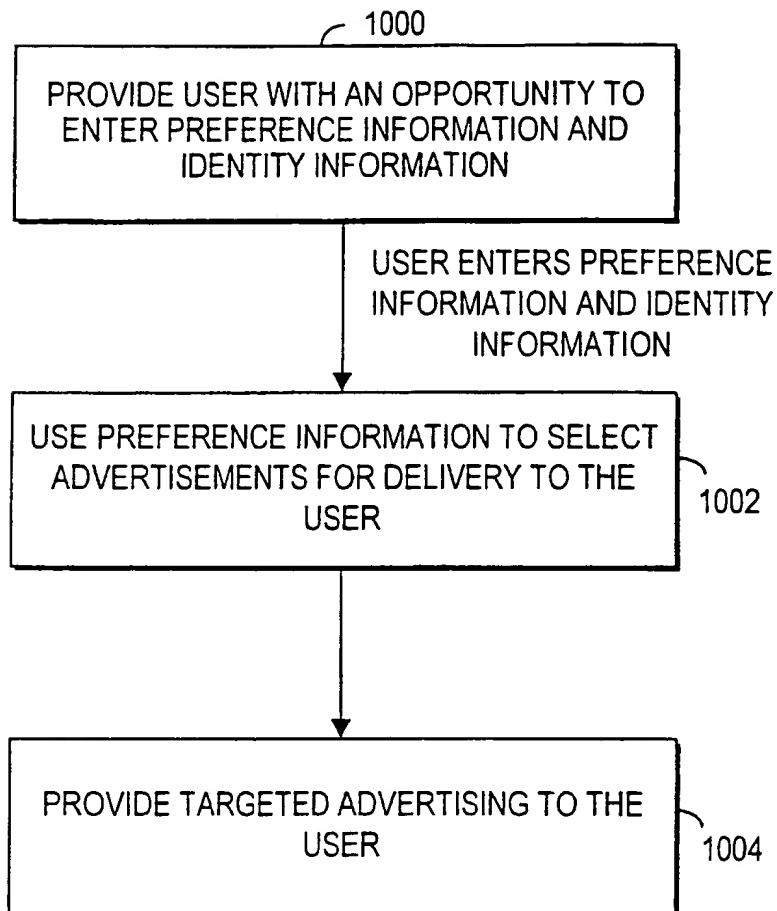 1000
PROVIDE USER WITH AN OPPORTUNITY TO
ENTER PREFERENCE INFORMATION AND
IDENTITY INFORMATION
USER ENTERS PREFERENCE
INFORMATION AND IDENTITY
INFORMATION
USE PREFERENCE INFORMATION TO SELECT
ADVERTISEMENTS FOR DELIVERY TO THE
USER
1002
PROVIDE TARGETED ADVERTISING TO THE
USER
1004